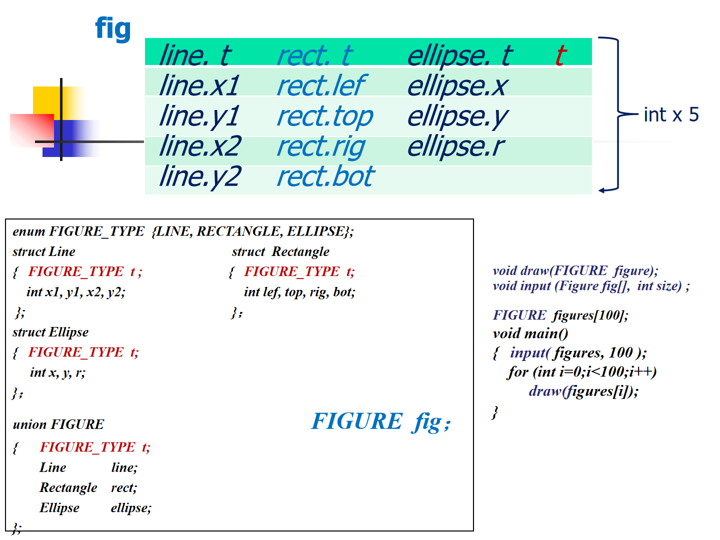 fig
line. t rect. t ellipse. t t
line.x1 rect.lef ellipse.x
line.y1 rect.top ellipse.y
line.x2 rect.rig ellipse.r
line.y2 rect.bot
int x 5
enum FIGURE_TYPE {LINE, RECTANGLE, ELLIPSE};
struct Line struct Rectangle
{ FIGURE_TYPE t ; { FIGURE_TYPE t;
int x1, y1, x2, y2; int lef, top, rig, bot;
}; };
struct Ellipse
{ FIGURE_TYPE t;
int x, y, r;
};
union FIGURE
{ FIGURE_TYPE t;
Line line;
Rectangle rect;
Ellipse ellipse;
};
FIGURE fig;
void draw(FIGURE figure);
void input (Figure fig[], int size) ;
FIGURE figures[100];
void main()
{ input( figures, 100 );
for (int i=0;i<100;i++)
draw(figures[i]);
}